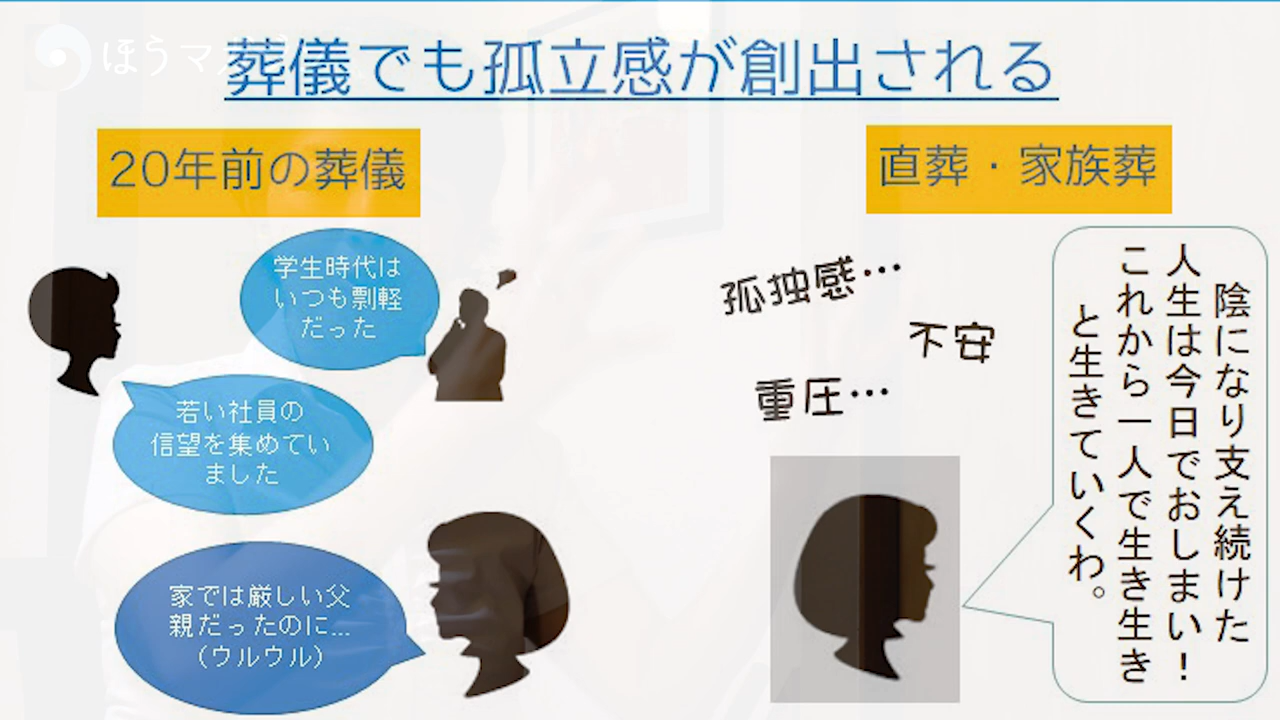 ほうマガ
葬儀でも孤立感が創出される
20年前の葬儀
直葬・家族葬
学生時代は
いつも剽軽
だった
若い社員の
信望を集めてい
ました
家では厳しい父
親だったのに…
（ウルウル）
孤独感…
不安
重圧…
陰になり支え続けた
人生は今日でおしまい！
これから一人で生き生き
と生きていくわ。